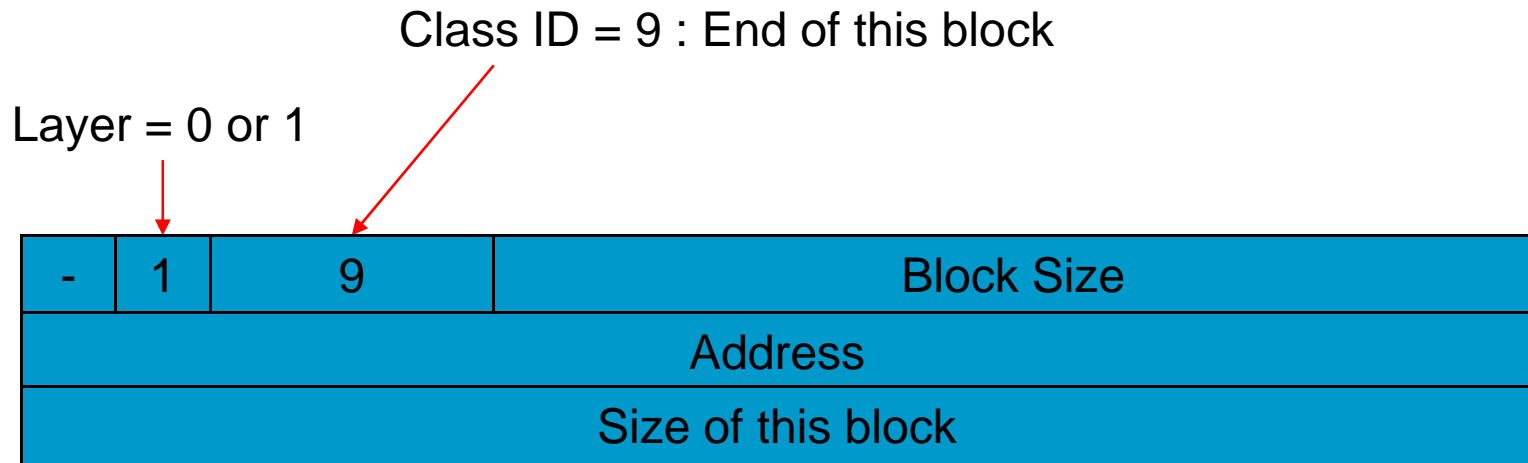 Class ID = 9 : End of this block
Layer = 0 or 1
- 1 9 Block Size
Address
Size of this block